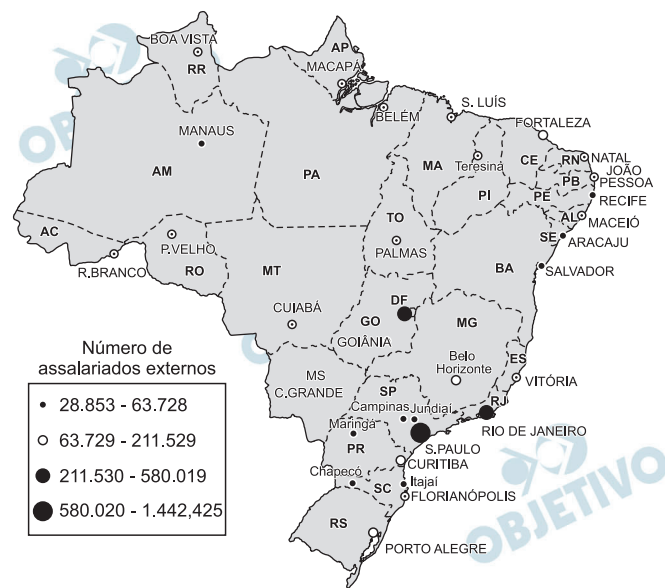 BOA VISTA
RR
AP
MACAPÁ
OBJETIVO
BELÉM
S. LUÍS
FORTALEZA
MANAUS
AM
PA
MA
Teresina
CE
RN
NATAL
JOÃO
PESSOA
PB
PI
PE
RECIFE
AL
MACEIÓ
SE
ARACAJU
AC
P.VELHO
R.BRANCO
RO
TO
PALMAS
BA
SALVADOR
MT
CUIABÁ
DF
GO
GOIÂNIA
MG
Belo
Horizonte
ES
VITÓRIA
MS
C.GRANDE
SP
Campinas
Jundiaí
RJ
RIO DE JANEIRO
S.PAULO
Maringá
PR
CURITIBA
Chapecó
SC
Itajaí
FLORIANÓPOLIS
RS
PORTO ALEGRE
Número de
assalariados externos
28.853 - 63.728
63.729 - 211.529
211.530 - 580.019
580.020 - 1.442,425
OBJETIVO